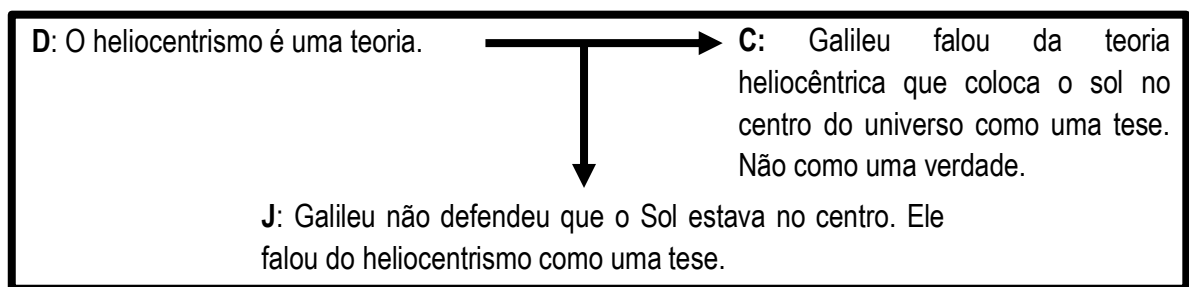 D: O heliocentrismo é uma teoria.
C: Galileu falou da teoria
heliocêntrica que coloca o sol no
centro do universo como uma tese.
Não como uma verdade.
J: Galileu não defendeu que o Sol estava no centro. Ele
falou do heliocentrismo como uma tese.